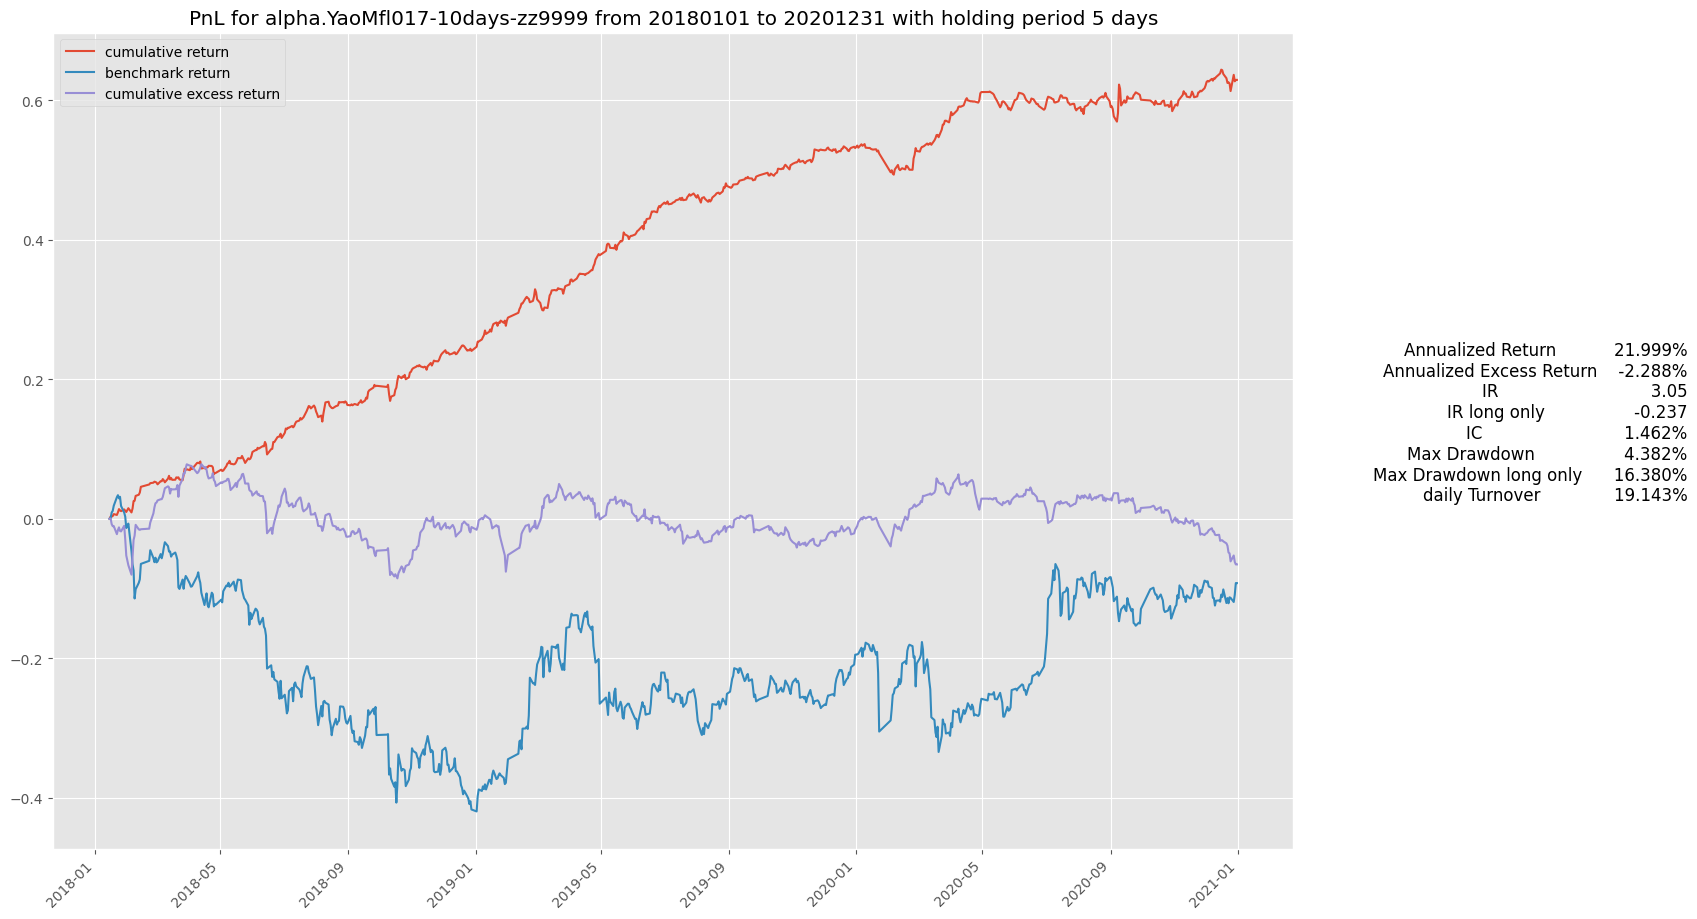 PnL for alpha.YaoMfl017-10days-zz9999 from 20180101 to 20201231 with holding period 5 days
cumulative return
benchmark return
cumulative excess return
0.6
0.4
0.2
0.0
−0.2
−0.4
2018-01
2018-05
2018-09
2019-01
2019-05
2019-09
2020-01
2020-05
2020-09
2021-01
Annualized Return 21.999%
Annualized Excess Return -2.288%
IR 3.05
IR long only -0.237
IC 1.462%
Max Drawdown 4.382%
Max Drawdown long only 16.380%
daily Turnover 19.143%